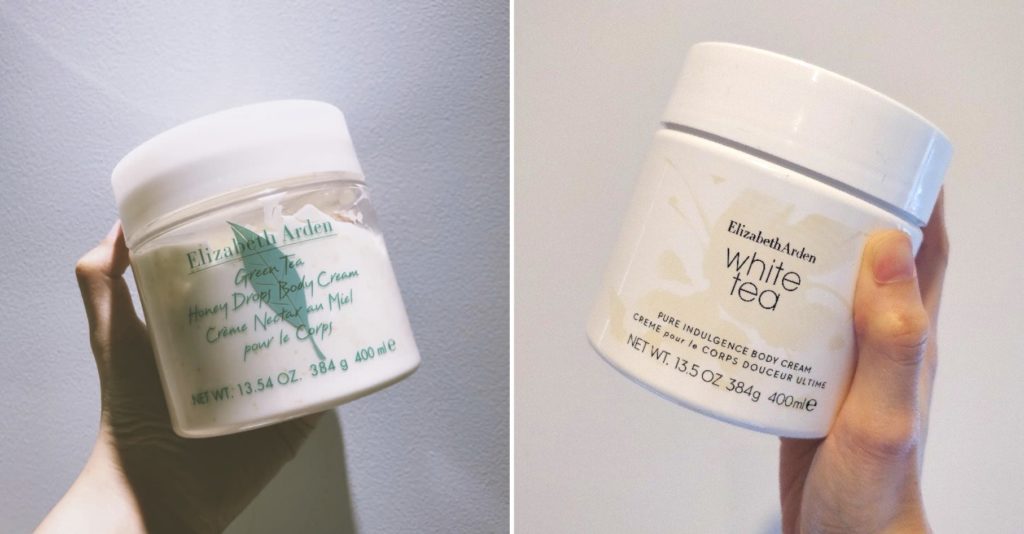 Elizabeth Arden
Green Tea
Honey Drops Body Cream
Crème Nectar au Miel
pour le Corps
NET WT. 13.54 OZ. 384 g 400 ml e
ElizabethArden
white
tea
PURE INDULGENCE BODY CREAM
CREME pour le CORPS DOUCEUR ULTIME
NET WT. 13.5 OZ 384g 400ml e